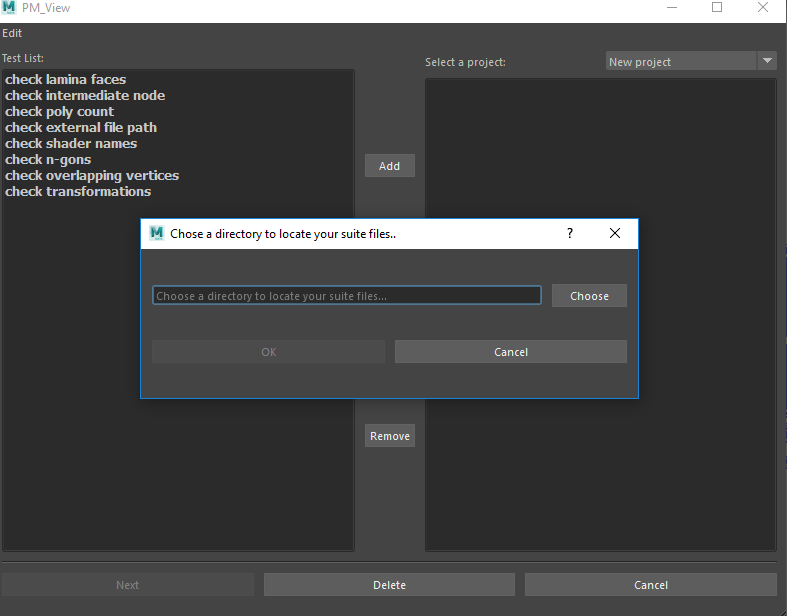 PM_View
Edit
Test List:
check lamina faces
check intermediate node
check poly count
check external file path
check shader names
check n-gons
check overlapping vertices
check transformations
Add
Remove
Select a project:
New project
M
Chose a directory to locate your suite files..
?
Choose a directory to locate your suite files...
Choose
OK
Cancel
Next
Delete
Cancel